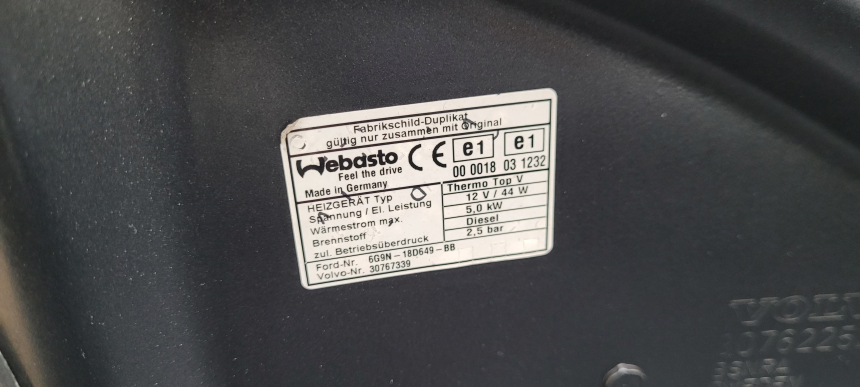 Fabrikschild-Duplikat
gültig nur zusammen mit Original
Webasto
Feel the drive
Made in Germany
CE e1 e1
00 0018 03 1232
HEIZGERÄT Typ Thermo Top V
Spannung / El. Leistung 12 V / 44 W
Wärmestrom max. 5,0 kW
Brennstoff Diesel
zul. Betriebsüberdruck 2,5 bar
Ford-Nr. 6G9N-18D649-BB
Volvo-Nr. 30767339
VOLV